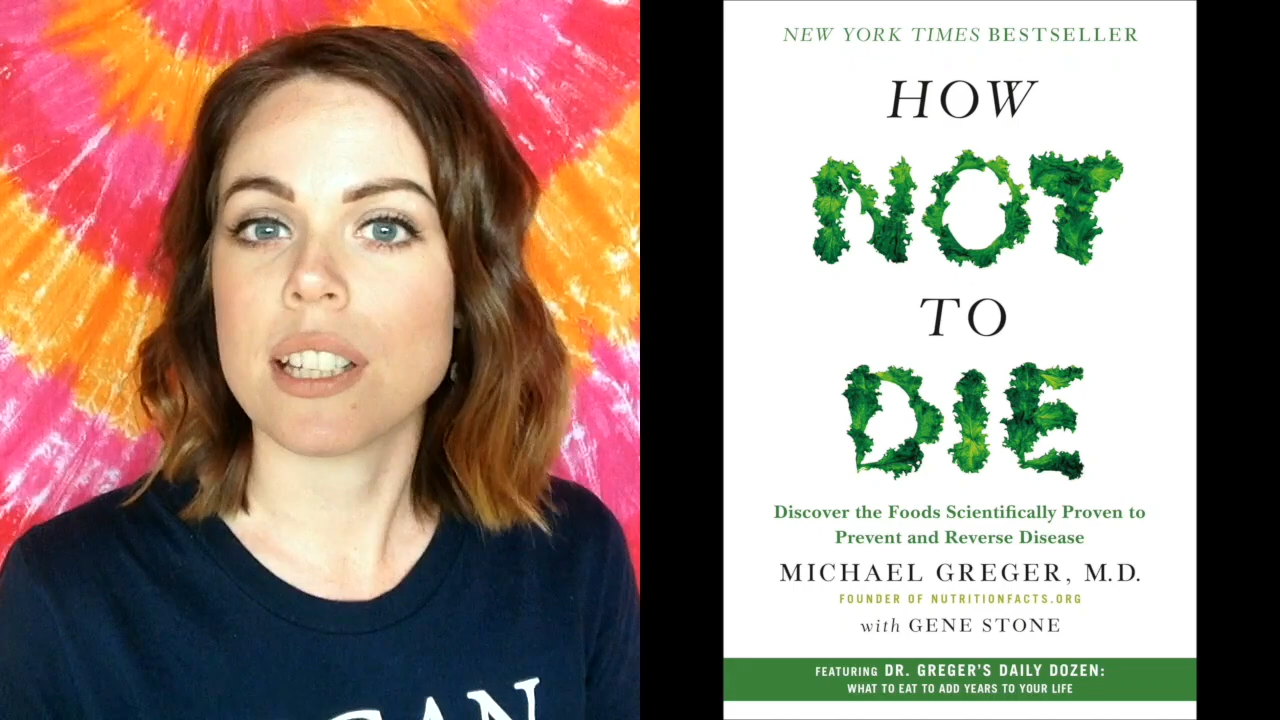 NEW YORK TIMES BESTSELLER
HOW
NOT
TO
DIE
Discover the Foods Scientifically Proven to
Prevent and Reverse Disease
MICHAEL GREGER, M.D.
FOUNDER OF NUTRITIONFACTS.ORG
with GENE STONE
FEATURING DR. GREGER'S DAILY DOZEN:
WHAT TO EAT TO ADD YEARS TO YOUR LIFE